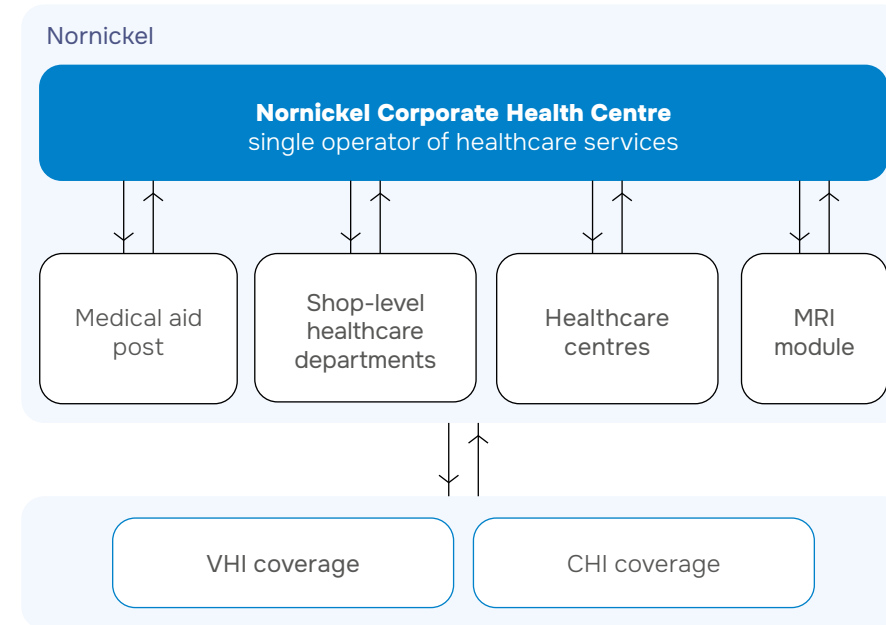 Nornickel
Nornickel Corporate Health Centre
single operator of healthcare services
Medical aid
post
Shop-level
healthcare
departments
Healthcare
centres
MRI
module
VHI coverage
CHI coverage